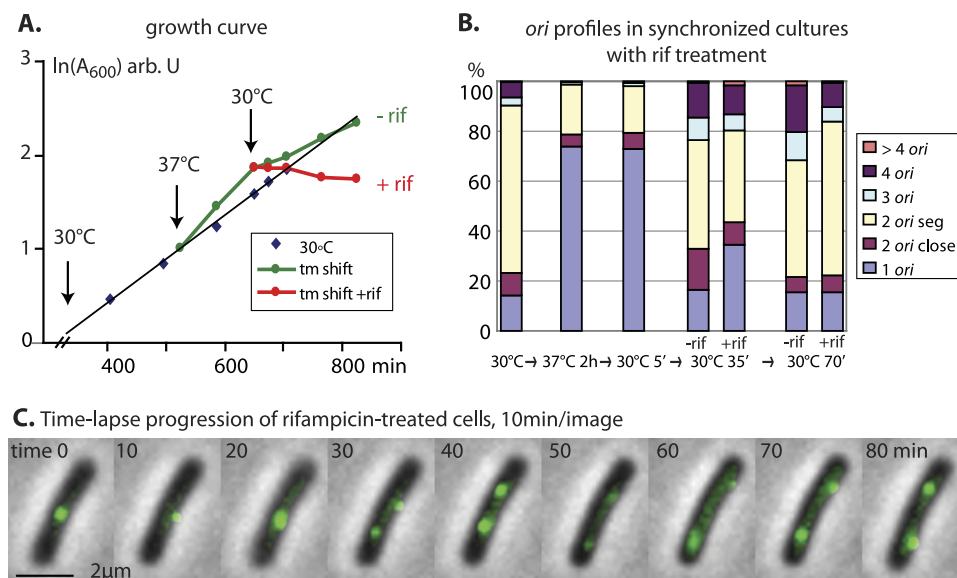 A.
growth curve
ln(A600) arb. U
3
2
1
0
30°C
37°C
30°C
- rif
+ rif
30°C
tm shift
tm shift +rif
400
600
800 min
B.
ori profiles in synchronized cultures
with rif treatment
%
100
80
60
40
20
0
-rif +rif -rif +rif
30°C→ 37°C 2h→ 30°C 5′→ 30°C 35′ → 30°C 70′
> 4 ori
4 ori
3 ori
2 ori seg
2 ori close
1 ori
C. Time-lapse progression of rifampicin-treated cells, 10min/image
time 0 10 20 30 40 50 60 70 80 min
2µm